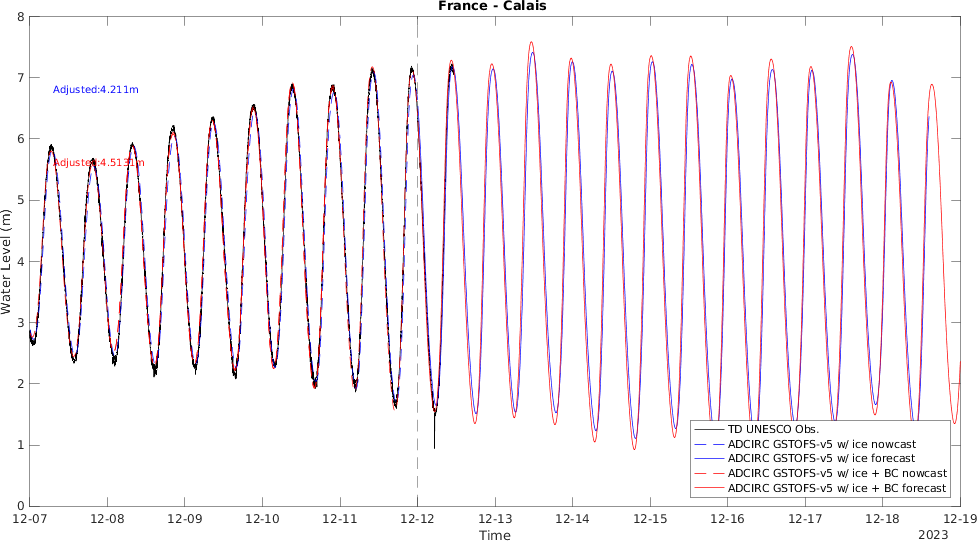 France - Calais
8
7
6
5
4
3
2
1
0
Water Level (m)
Adjusted:4.211m
Adjusted:4.5131m
TD UNESCO Obs.
ADCIRC GSTOFS-v5 w/ ice nowcast
ADCIRC GSTOFS-v5 w/ ice forecast
ADCIRC GSTOFS-v5 w/ ice + BC nowcast
ADCIRC GSTOFS-v5 w/ ice + BC forecast
12-07 12-08 12-09 12-10 12-11 12-12 12-13 12-14 12-15 12-16 12-17 12-18 12-19
Time
2023